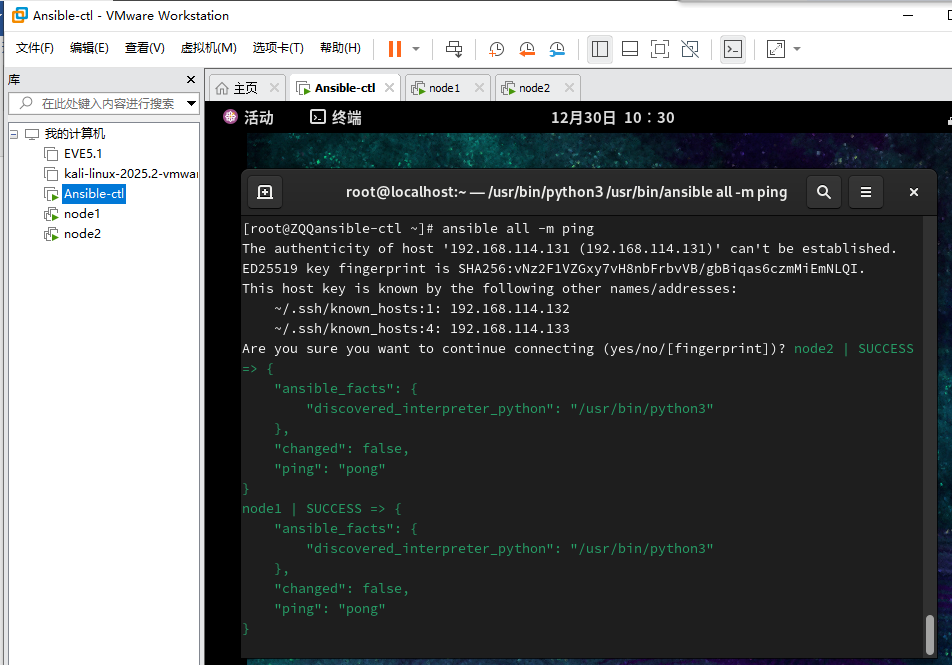 Ansible-ctl - VMware Workstation
文件(F) 编辑(E) 查看(V) 虚拟机(M) 选项卡(T) 帮助(H)
库
在此处键入内容进行搜索
我的计算机
EVE5.1
kali-linux-2025.2-vmwar
Ansible-ctl
node1
node2
主页 Ansible-ctl node1 node2
活动 终端 12月30日 10：30
root@localhost:~ — /usr/bin/python3 /usr/bin/ansible all -m ping
[root@ZQQansible-ctl ~]# ansible all -m ping
The authenticity of host '192.168.114.131 (192.168.114.131)' can't be established.
ED25519 key fingerprint is SHA256:vNz2FlVZGxy7vH8nbFrbvVB/gbBiqas6czmMiEmNLQI.
This host key is known by the following other names/addresses:
~/.ssh/known_hosts:1: 192.168.114.132
~/.ssh/known_hosts:4: 192.168.114.133
Are you sure you want to continue connecting (yes/no/[fingerprint])? node2 | SUCCESS
=> {
"ansible_facts": {
"discovered_interpreter_python": "/usr/bin/python3"
},
"changed": false,
"ping": "pong"
}
node1 | SUCCESS => {
"ansible_facts": {
"discovered_interpreter_python": "/usr/bin/python3"
},
"changed": false,
"ping": "pong"
}